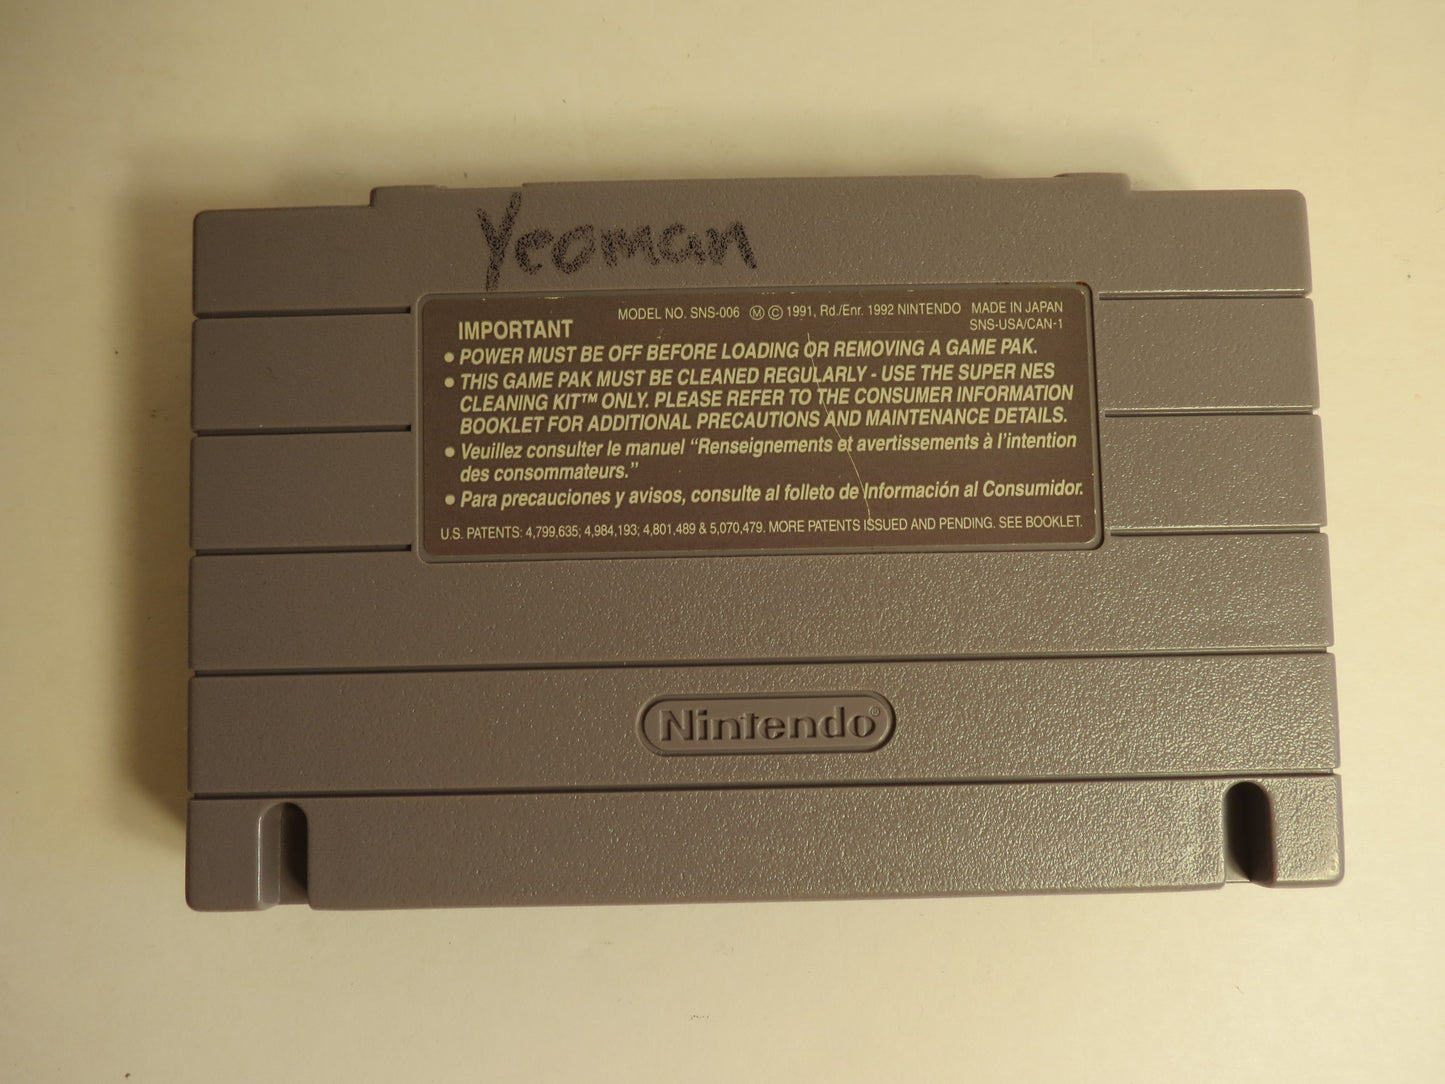 Yeoman
MODEL NO. SNS-006 Ⓜ © 1991, Rd./Enr. 1992 NINTENDO MADE IN JAPAN
SNS-USA/CAN-1
IMPORTANT
● POWER MUST BE OFF BEFORE LOADING OR REMOVING A GAME PAK.
● THIS GAME PAK MUST BE CLEANED REGULARLY - USE THE SUPER NES
CLEANING KIT™ ONLY. PLEASE REFER TO THE CONSUMER INFORMATION
BOOKLET FOR ADDITIONAL PRECAUTIONS AND MAINTENANCE DETAILS.
● Veuillez consulter le manuel “Renseignements et avertissements à l’intention
des consommateurs.”
● Para precauciones y avisos, consulte al folleto de Información al Consumidor.
U.S. PATENTS: 4,799,635; 4,984,193; 4,801,489 & 5,070,479. MORE PATENTS ISSUED AND PENDING. SEE BOOKLET.
Nintendo®